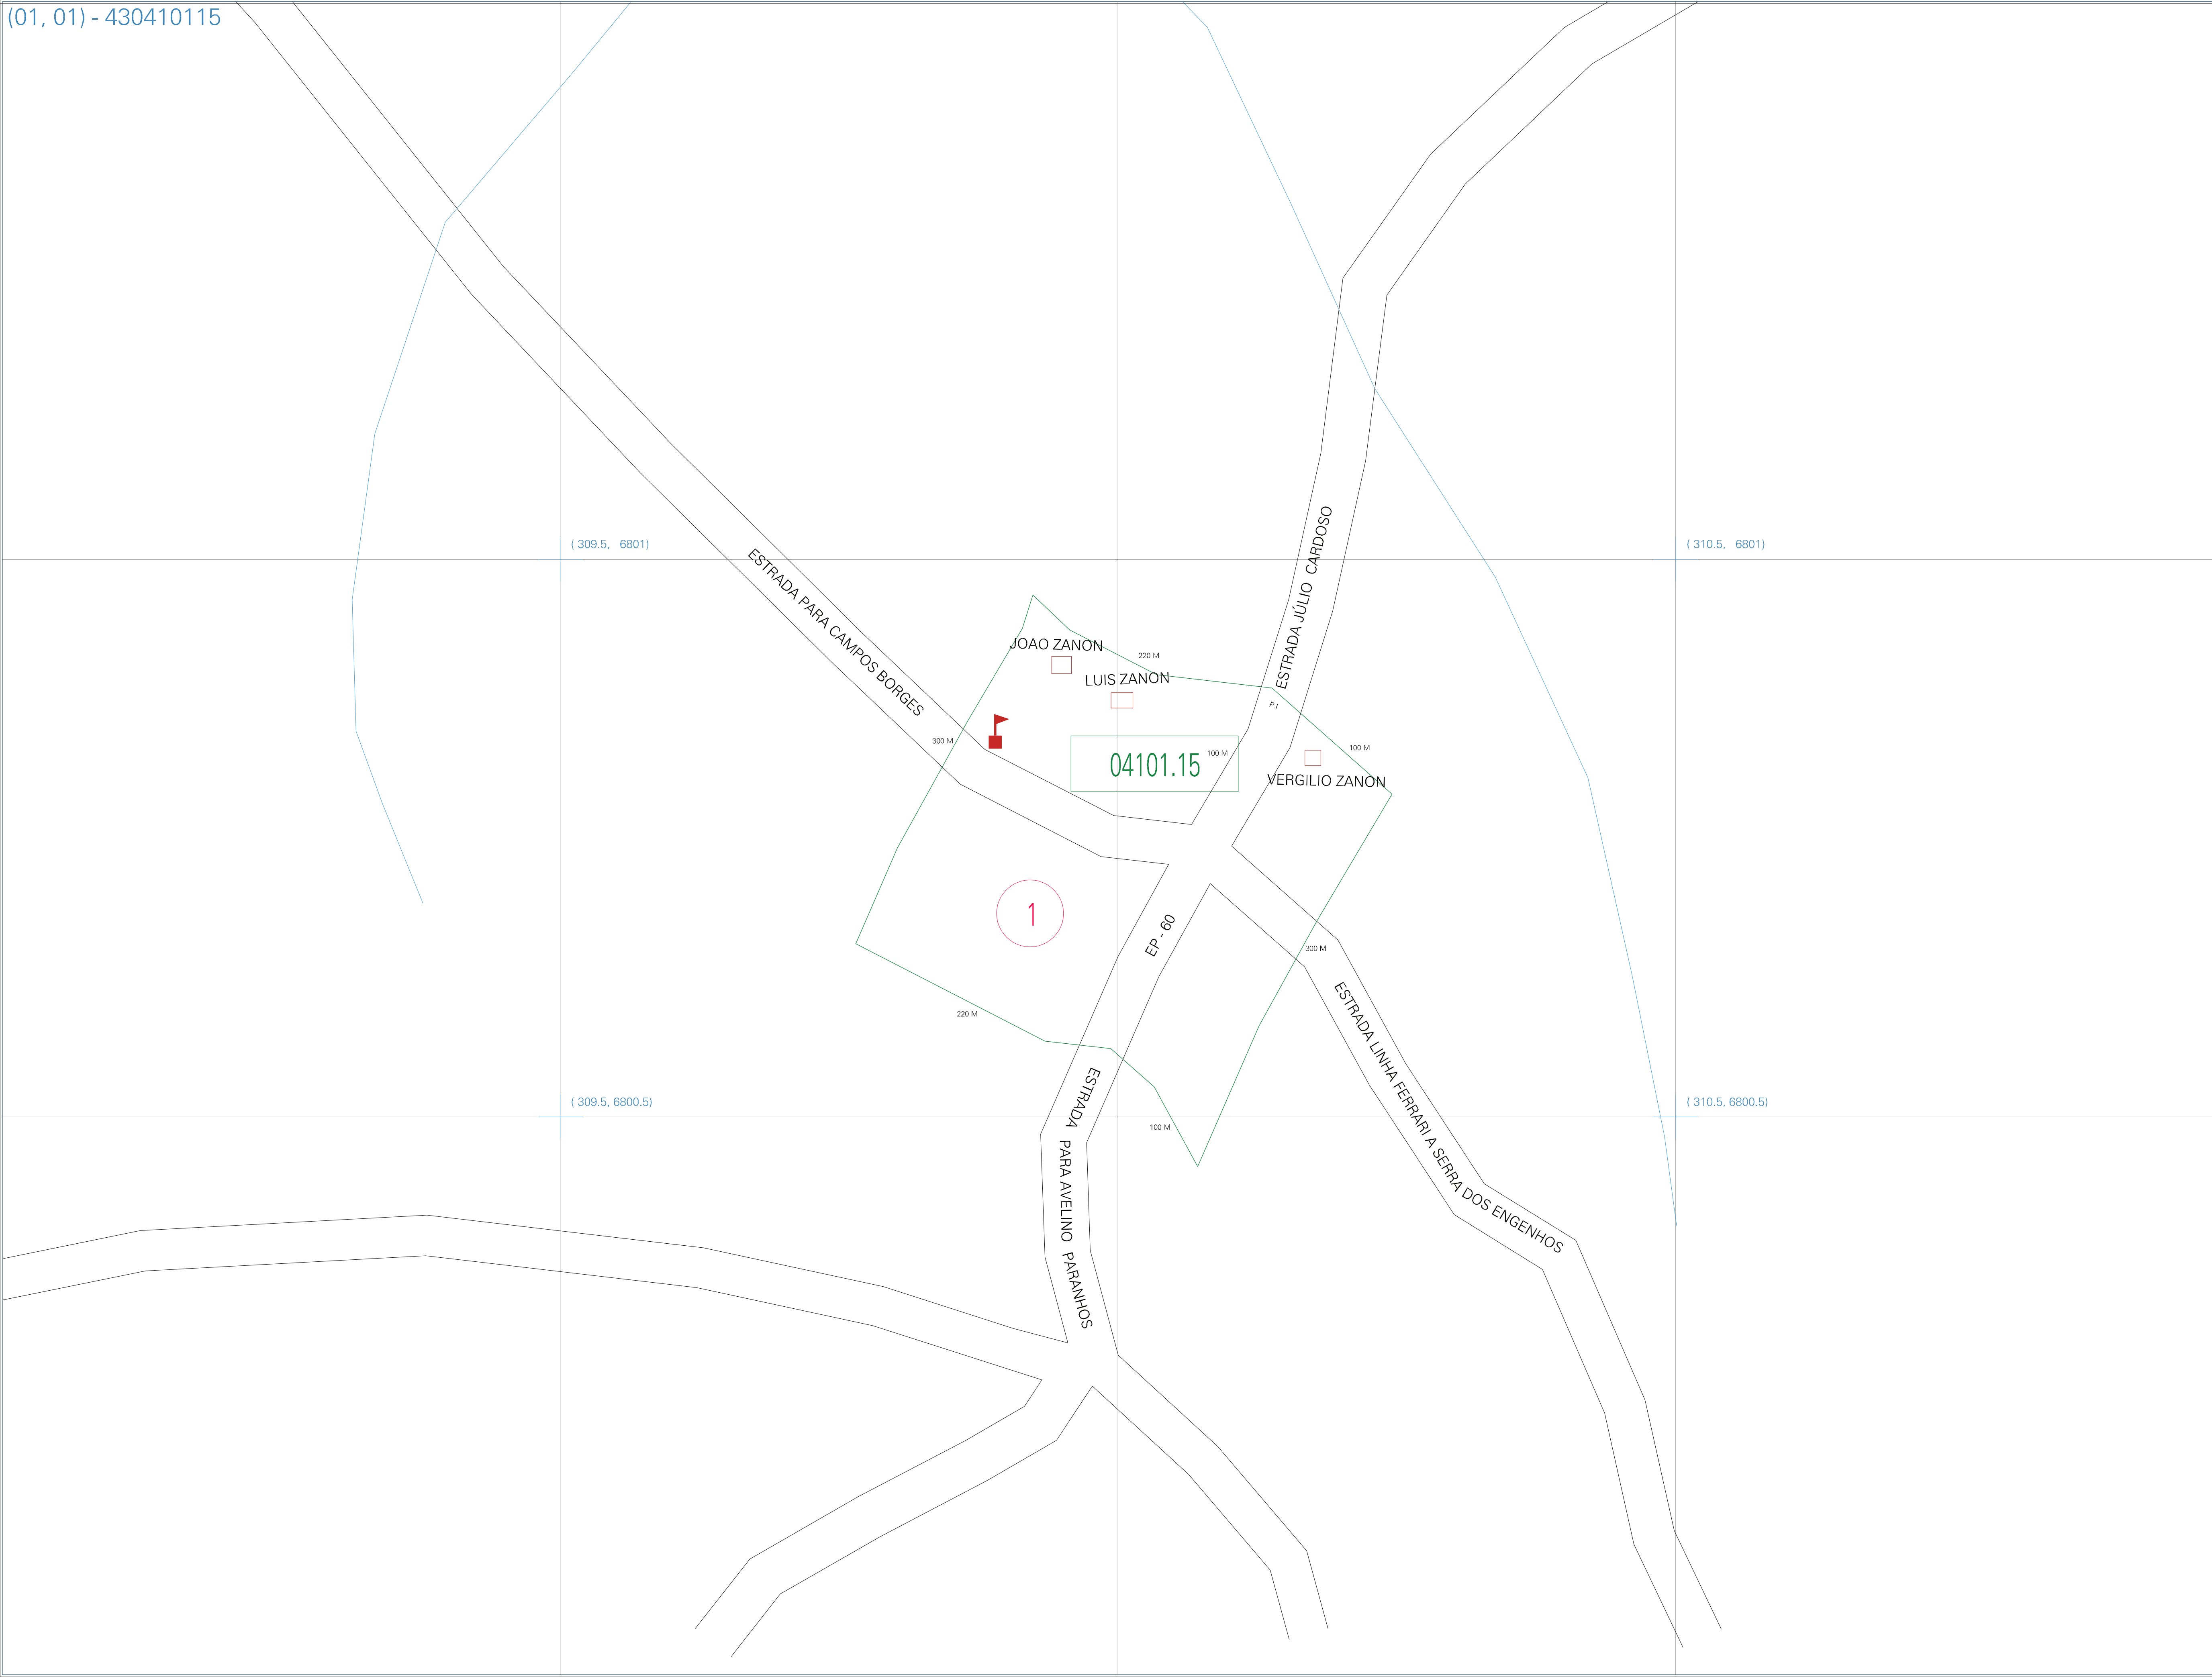 (01, 01) - 430410115
( 309.5,   6801)
( 310.5,   6801)
ESTRADA PARA CAMPOS BORGES
ESTRADA JÚLIO  CARDOSO
JOAO ZANON
220 M
LUIS ZANON
P.I
300 M
04101.15
100 M
100 M
VERGILIO ZANON
1
EP - 60
300 M
220 M
ESTRADA LINHA FERRARI A SERRA DOS ENGENHOS
ESTRADA  PARA AVELINO  PARANHOS
( 309.5, 6800.5)
( 310.5, 6800.5)
100 M